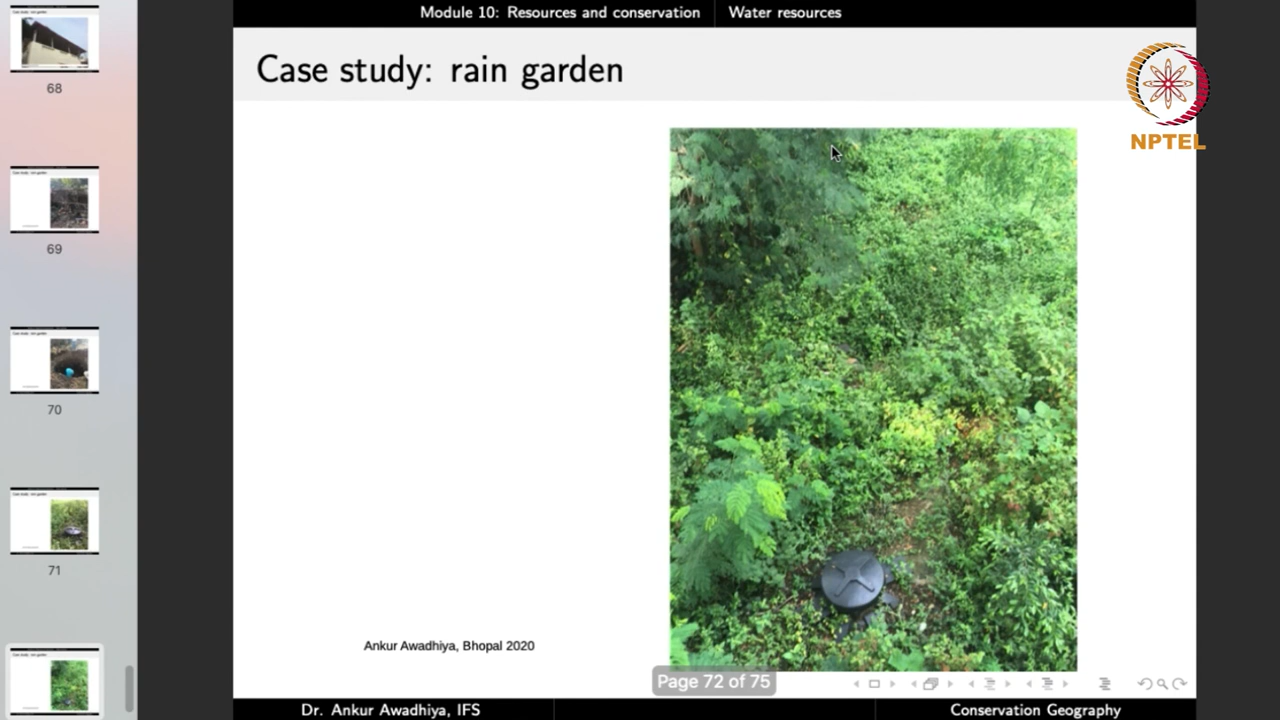 Module 10: Resources and conservation
Water resources
Case study: rain garden
NPTEL
68
69
70
71
Ankur Awadhiya, Bhopal 2020
Page 72 of 75
Dr. Ankur Awadhiya, IFS
Conservation Geography